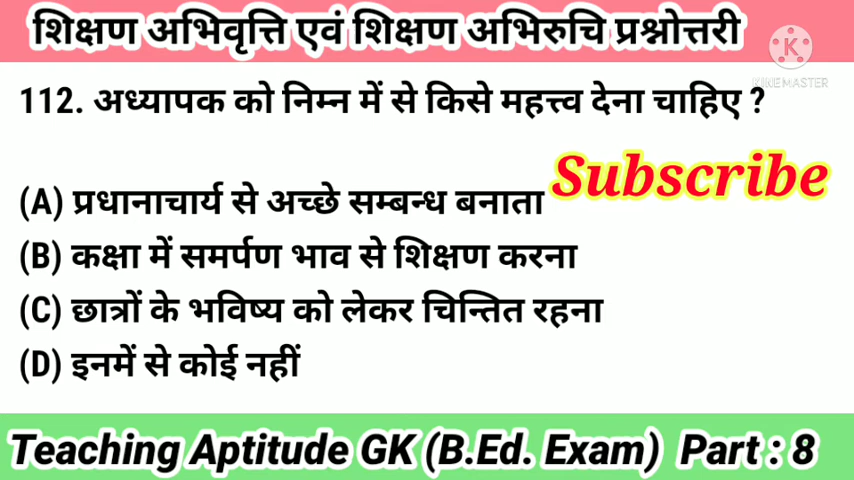 शिक्षण अभिवृत्ति एवं शिक्षण अभिरुचि प्रश्नोत्तरी
K
KINEMASTER
112. अध्यापक को निम्न में से किसे महत्त्व देना चाहिए ?
Subscribe
(A) प्रधानाचार्य से अच्छे सम्बन्ध बनाता
(B) कक्षा में समर्पण भाव से शिक्षण करना
(C) छात्रों के भविष्य को लेकर चिन्तित रहना
(D) इनमें से कोई नहीं
Teaching Aptitude GK (B.Ed. Exam) Part : 8